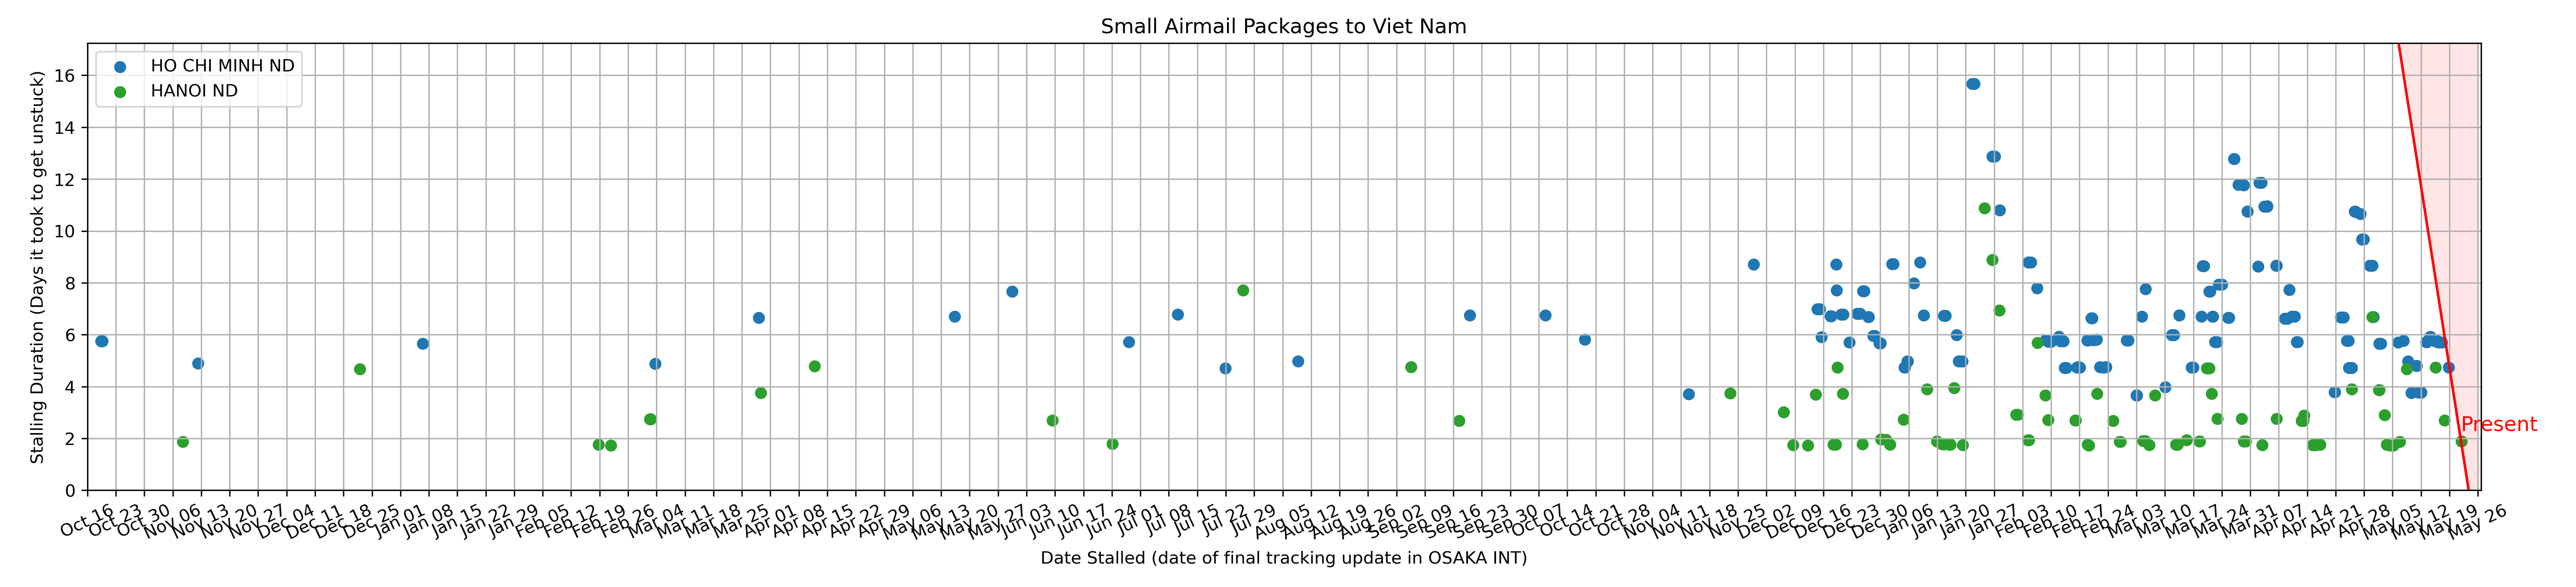 Small Airmail Packages to Viet Nam
HO CHI MINH ND
HANOI ND
Stalling Duration (Days it took to get unstuck)
16
14
12
10
8
6
4
2
0
Present
Oct 16 Oct 23 Oct 30 Nov 06 Nov 13 Nov 20 Nov 27 Dec 04 Dec 11 Dec 18 Dec 25 Jan 01 Jan 08 Jan 15 Jan 22 Jan 29 Feb 05 Feb 12 Feb 19 Feb 26 Mar 04 Mar 11 Mar 18 Mar 25 Apr 01 Apr 08 Apr 15 Apr 22 Apr 29 May 06 May 13 May 20 May 27 Jun 03 Jun 10 Jun 17 Jun 24 Jul 01 Jul 08 Jul 15 Jul 22 Jul 29 Aug 05 Aug 12 Aug 19 Aug 26 Sep 02 Sep 09 Sep 16 Sep 23 Sep 30 Oct 07 Oct 14 Oct 21 Oct 28 Nov 04 Nov 11 Nov 18 Nov 25 Dec 02 Dec 09 Dec 16 Dec 23 Dec 30 Jan 06 Jan 13 Jan 20 Jan 27 Feb 03 Feb 10 Feb 17 Feb 24 Mar 03 Mar 10 Mar 17 Mar 24 Mar 31 Apr 07 Apr 14 Apr 21 Apr 28 May 05 May 12 May 19 May 26
Date Stalled (date of final tracking update in OSAKA INT)